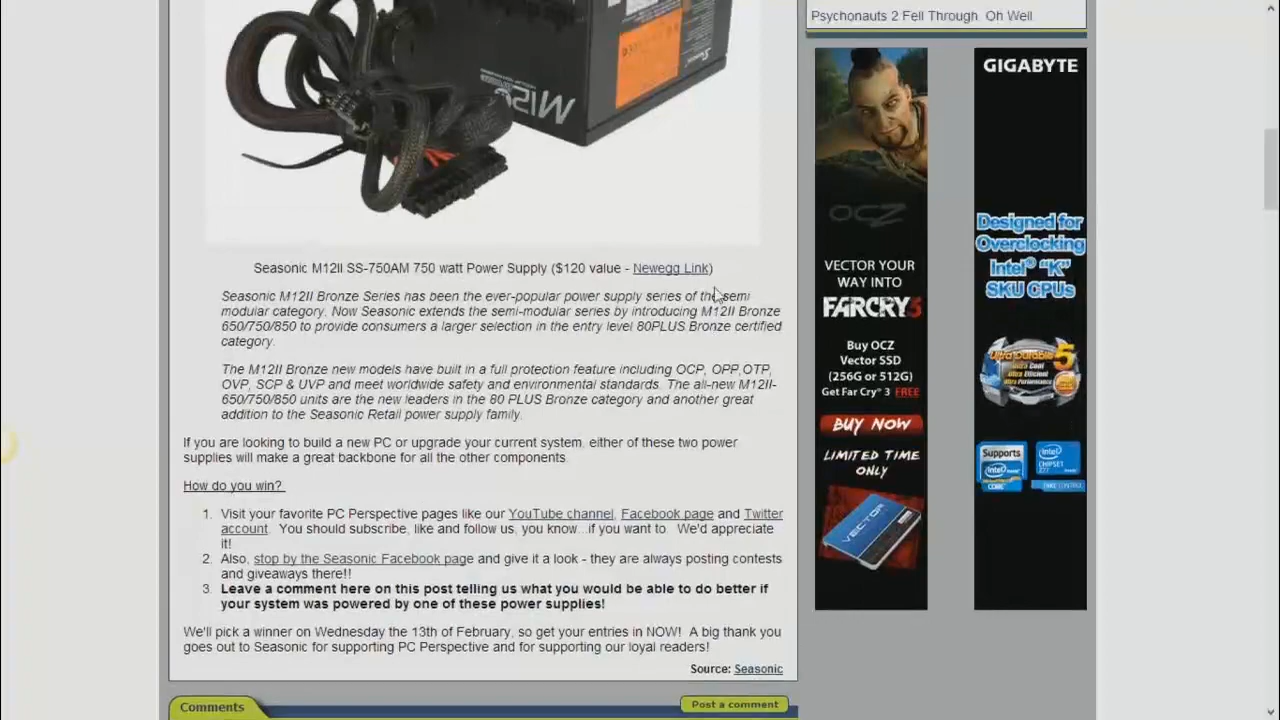 Psychonauts 2 Fell Through  Oh Well
Seasonic M12II SS-750AM 750 watt Power Supply ($120 value - Newegg Link)
Seasonic M12II Bronze Series has been the ever-popular power supply series of the semi
modular category. Now Seasonic extends the semi-modular series by introducing M12II Bronze
650/750/850 to provide consumers a larger selection in the entry level 80PLUS Bronze certified
category.
The M12II Bronze new models have built in a full protection feature including OCP, OPP,OTP,
OVP, SCP & UVP and meet worldwide safety and environmental standards. The all-new M12II-
650/750/850 units are the new leaders in the 80 PLUS Bronze category and another great
addition to the Seasonic Retail power supply family.
If you are looking to build a new PC or upgrade your current system, either of these two power
supplies will make a great backbone for all the other components.
How do you win?
1. Visit your favorite PC Perspective pages like our YouTube channel, Facebook page and Twitter
account. You should subscribe, like and follow us, you know...if you want to. We'd appreciate
it!
2. Also, stop by the Seasonic Facebook page and give it a look - they are always posting contests
and giveaways there!!
3. Leave a comment here on this post telling us what you would be able to do better if
your system was powered by one of these power supplies!
We'll pick a winner on Wednesday the 13th of February, so get your entries in NOW! A big thank you
goes out to Seasonic for supporting PC Perspective and for supporting our loyal readers!
Source: Seasonic
Comments
Post a comment
OCZ
VECTOR YOUR
WAY INTO
FARCRY3
Buy OCZ
Vector SSD
(256G or 512G)
Get Far Cry® 3 FREE
BUY NOW
LIMITED TIME
ONLY
VECTOR
GIGABYTE
Designed for
Overclocking
Intel® "K"
SKU CPUs
Ultra Durable 5
Supports